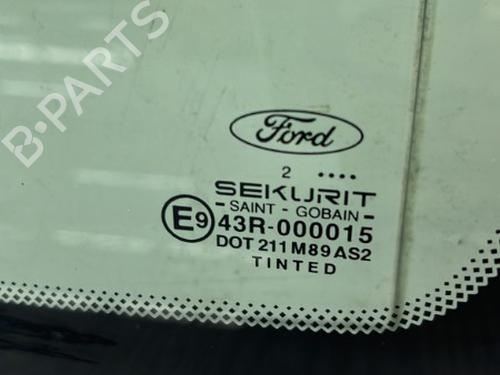 B-PARTS
Ford
2 ....
SEKURIT
SAINT - GOBAIN
E9 43R-000015
DOT 211 M89 AS2
TINTED